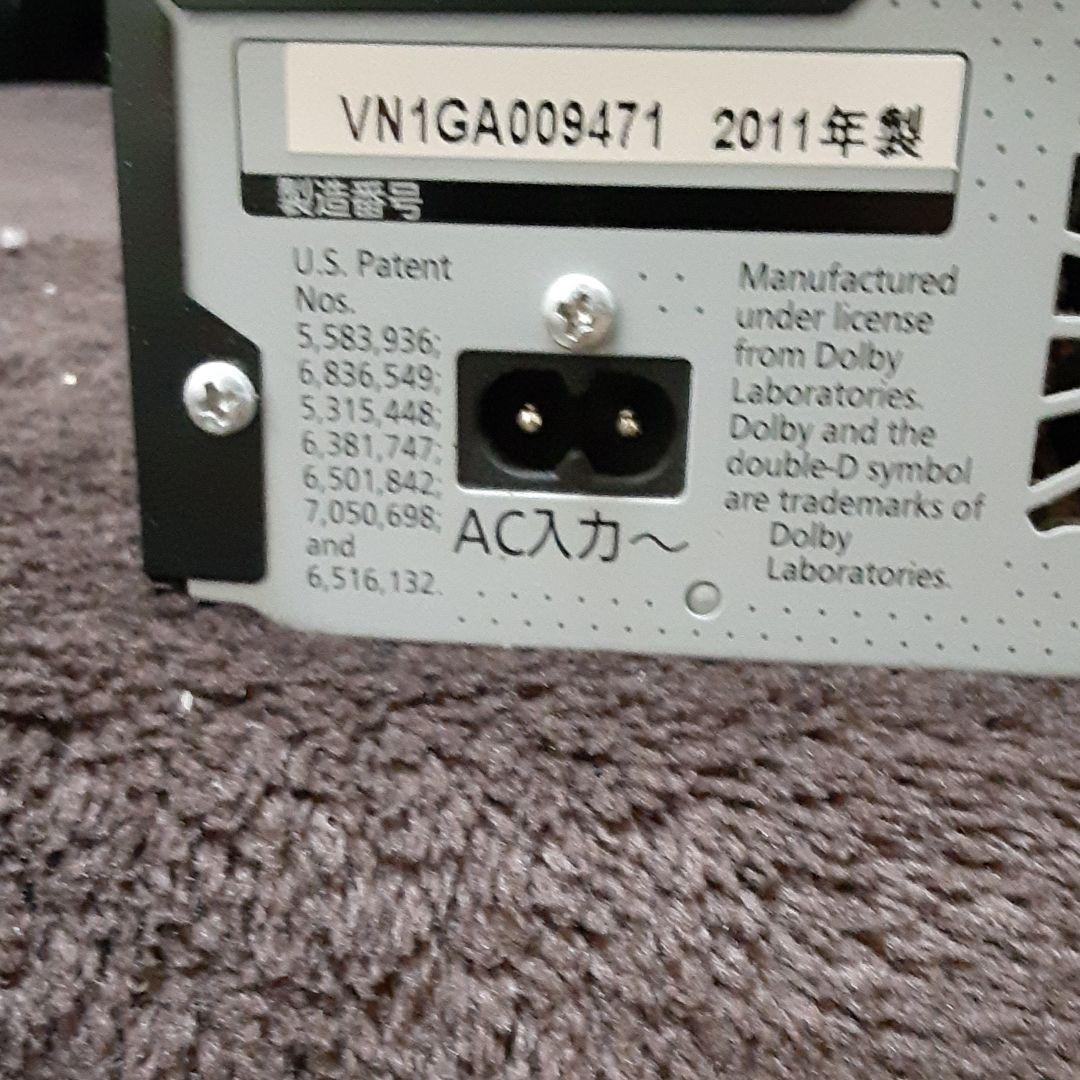 VN1GA009471 2011年製
製造番号
U.S. Patent
Nos.
5,583,936;
6,836,549;
5,315,448;
6,381,747;
6,501,842;
7,050,698;
and
6,516,132.
AC入力～
Manufactured
under license
from Dolby
Laboratories.
Dolby and the
double-D symbol
are trademarks of
Dolby
Laboratories.